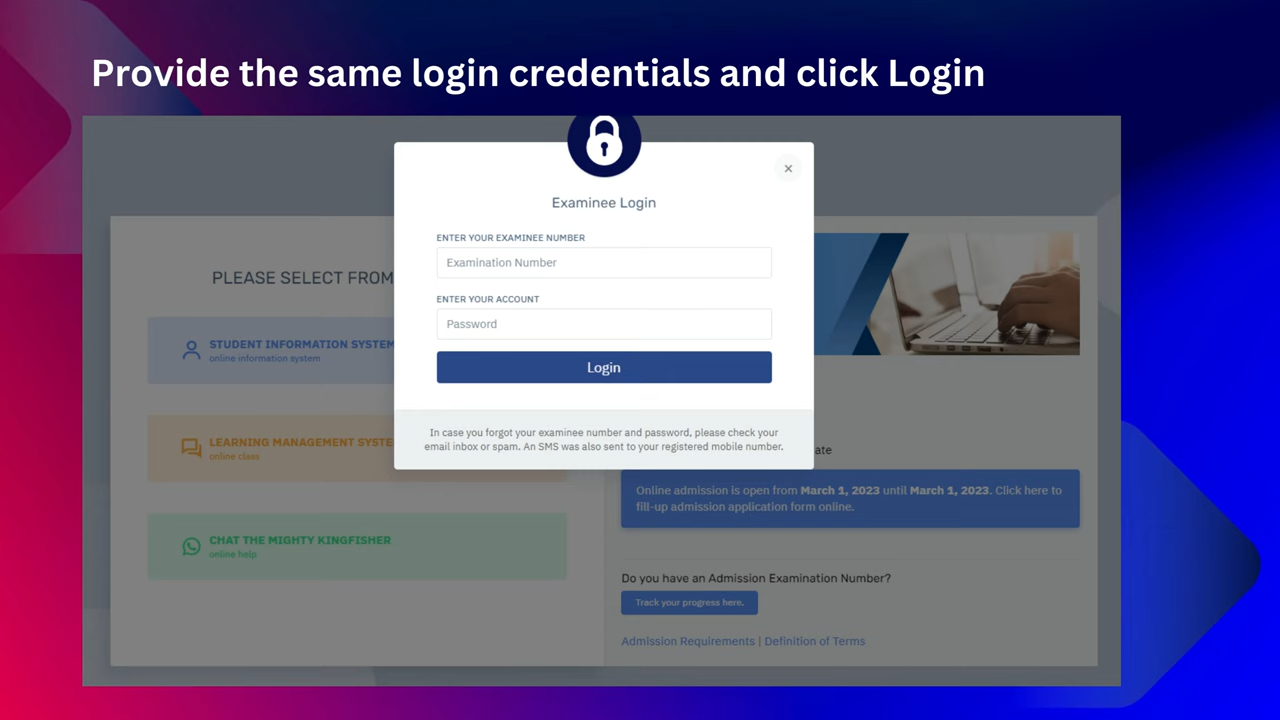 Provide the same login credentials and click Login
Examinee Login
ENTER YOUR EXAMINEE NUMBER
Examination Number
ENTER YOUR ACCOUNT
Password
Login
In case you forgot your examinee number and password, please check your
email inbox or spam. An SMS was also sent to your registered mobile number.
PLEASE SELECT FROM
STUDENT INFORMATION SYSTEM
online information system
LEARNING MANAGEMENT SYSTE
online class
CHAT THE MIGHTY KINGFISHER
online help
ate
Online admission is open from March 1, 2023 until March 1, 2023. Click here to
fill-up admission application form online.
Do you have an Admission Examination Number?
Track your progress here.
Admission Requirements | Definition of Terms